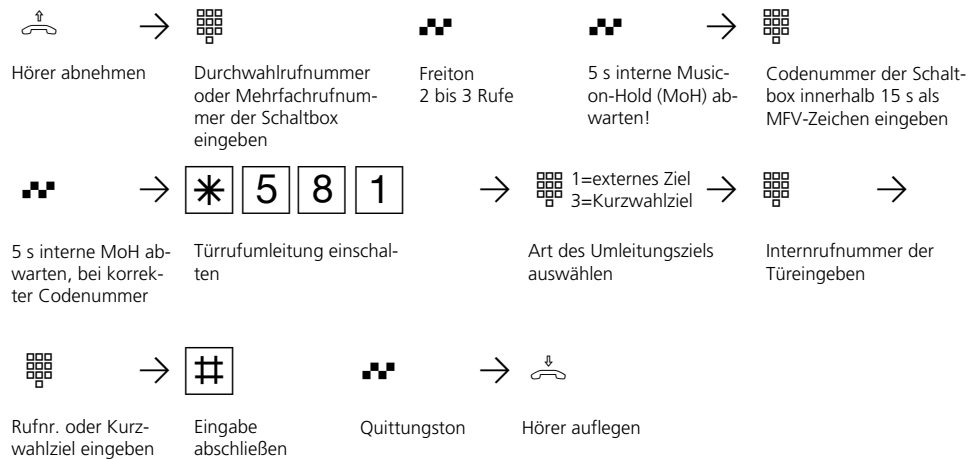 Hörer abnehmen
Durchwahlrufnummer
oder Mehrfachrufnum-
mer der Schaltbox
eingeben
Freiton
2 bis 3 Rufe
5 s interne Music-
on-Hold (MoH) ab-
warten!
Codenummer der Schalt-
box innerhalb 15 s als
MFV-Zeichen eingeben
* 5 8 1
1=externes Ziel
3=Kurzwahlziel
5 s interne MoH ab-
warten, bei korrek-
ter Codenummer
Türrufumleitung einschal-
ten
Art des Umleitungsziels
auswählen
Internrufnummer der
Türeingeben
#
Rufnr. oder Kurz-
wahlziel eingeben
Eingabe
abschließen
Quittungston
Hörer auflegen